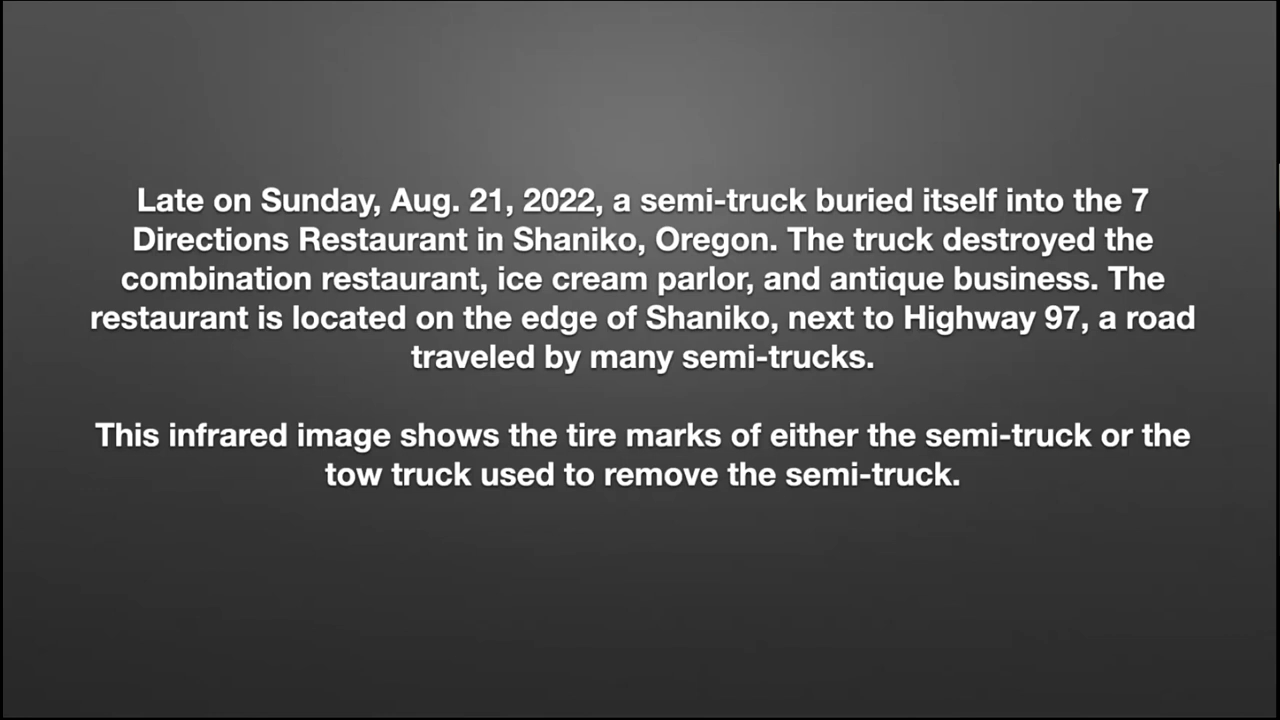 Late on Sunday, Aug. 21, 2022, a semi-truck buried itself into the 7
Directions Restaurant in Shaniko, Oregon. The truck destroyed the
combination restaurant, ice cream parlor, and antique business. The
restaurant is located on the edge of Shaniko, next to Highway 97, a road
traveled by many semi-trucks.
This infrared image shows the tire marks of either the semi-truck or the
tow truck used to remove the semi-truck.